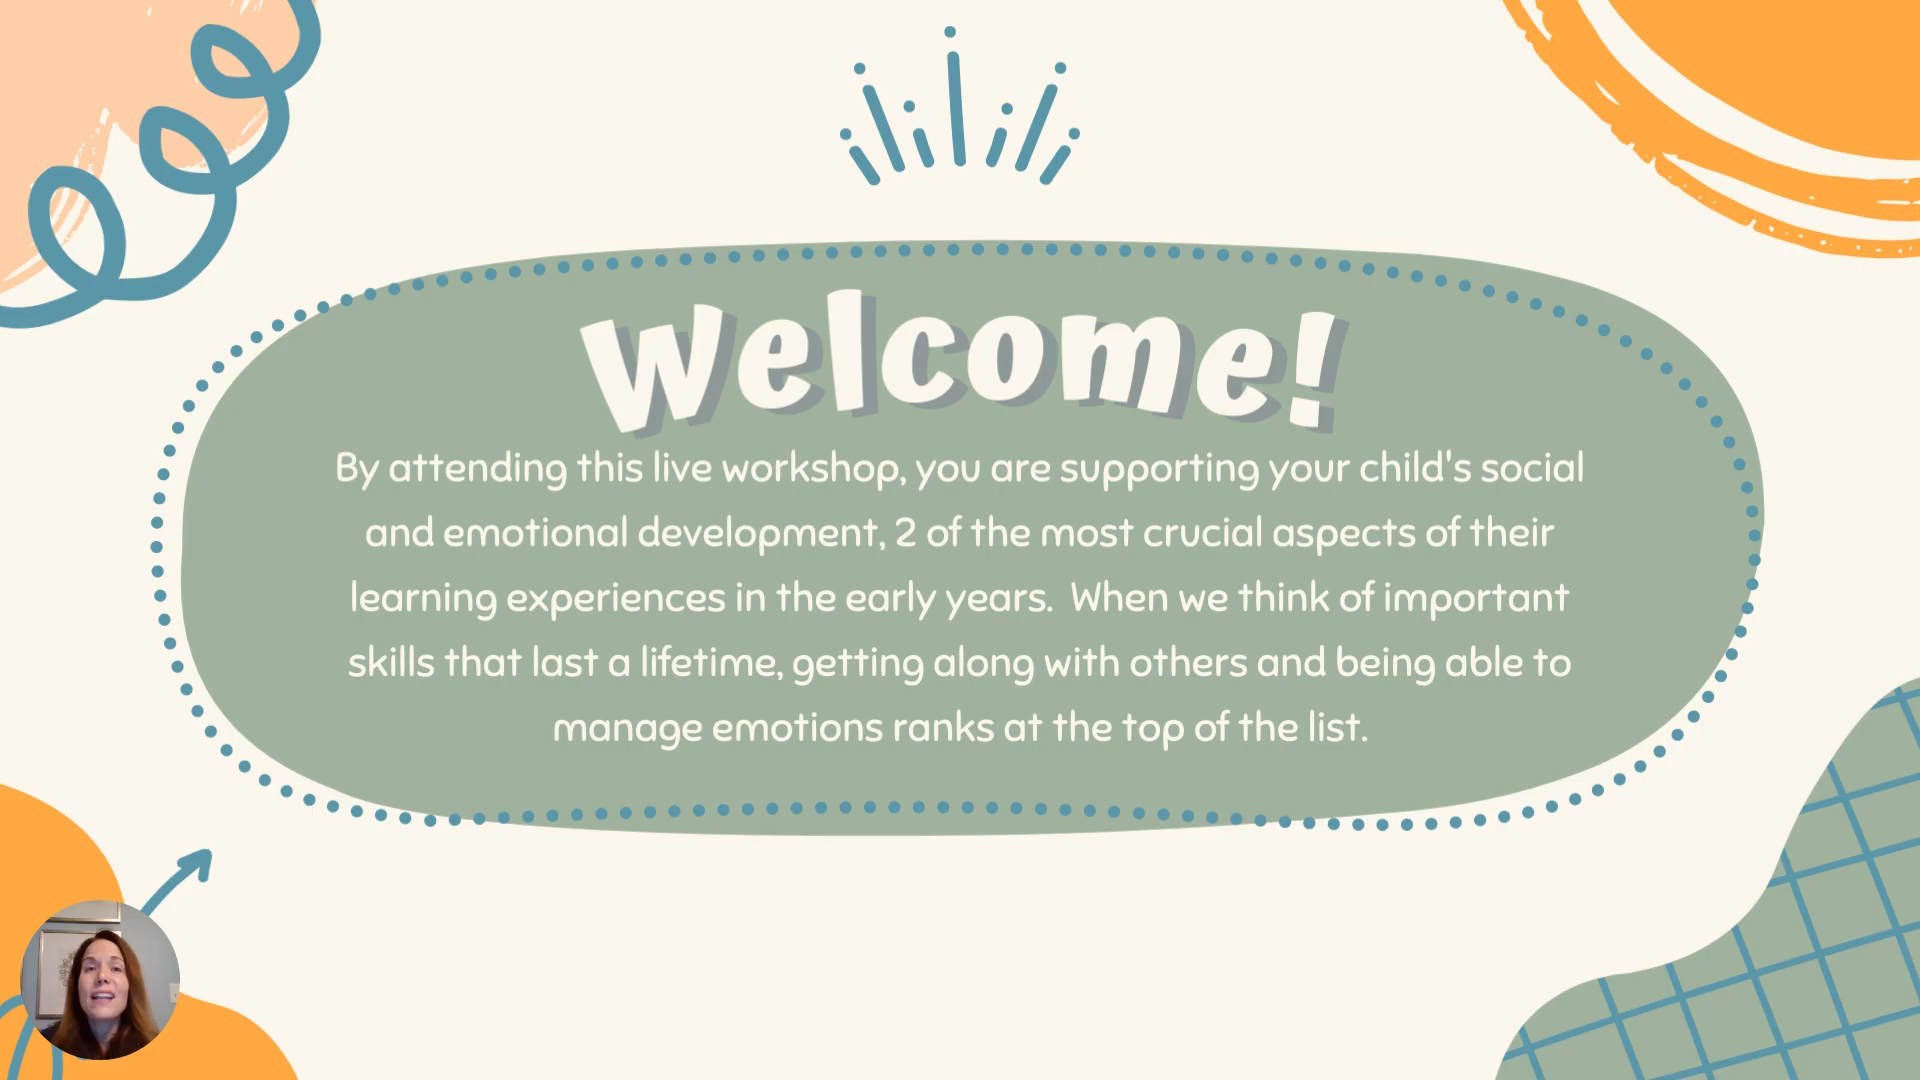 Welcome!
By attending this live workshop, you are supporting your child's social
and emotional development, 2 of the most crucial aspects of their
learning experiences in the early years.  When we think of important
skills that last a lifetime, getting along with others and being able to
manage emotions ranks at the top of the list.